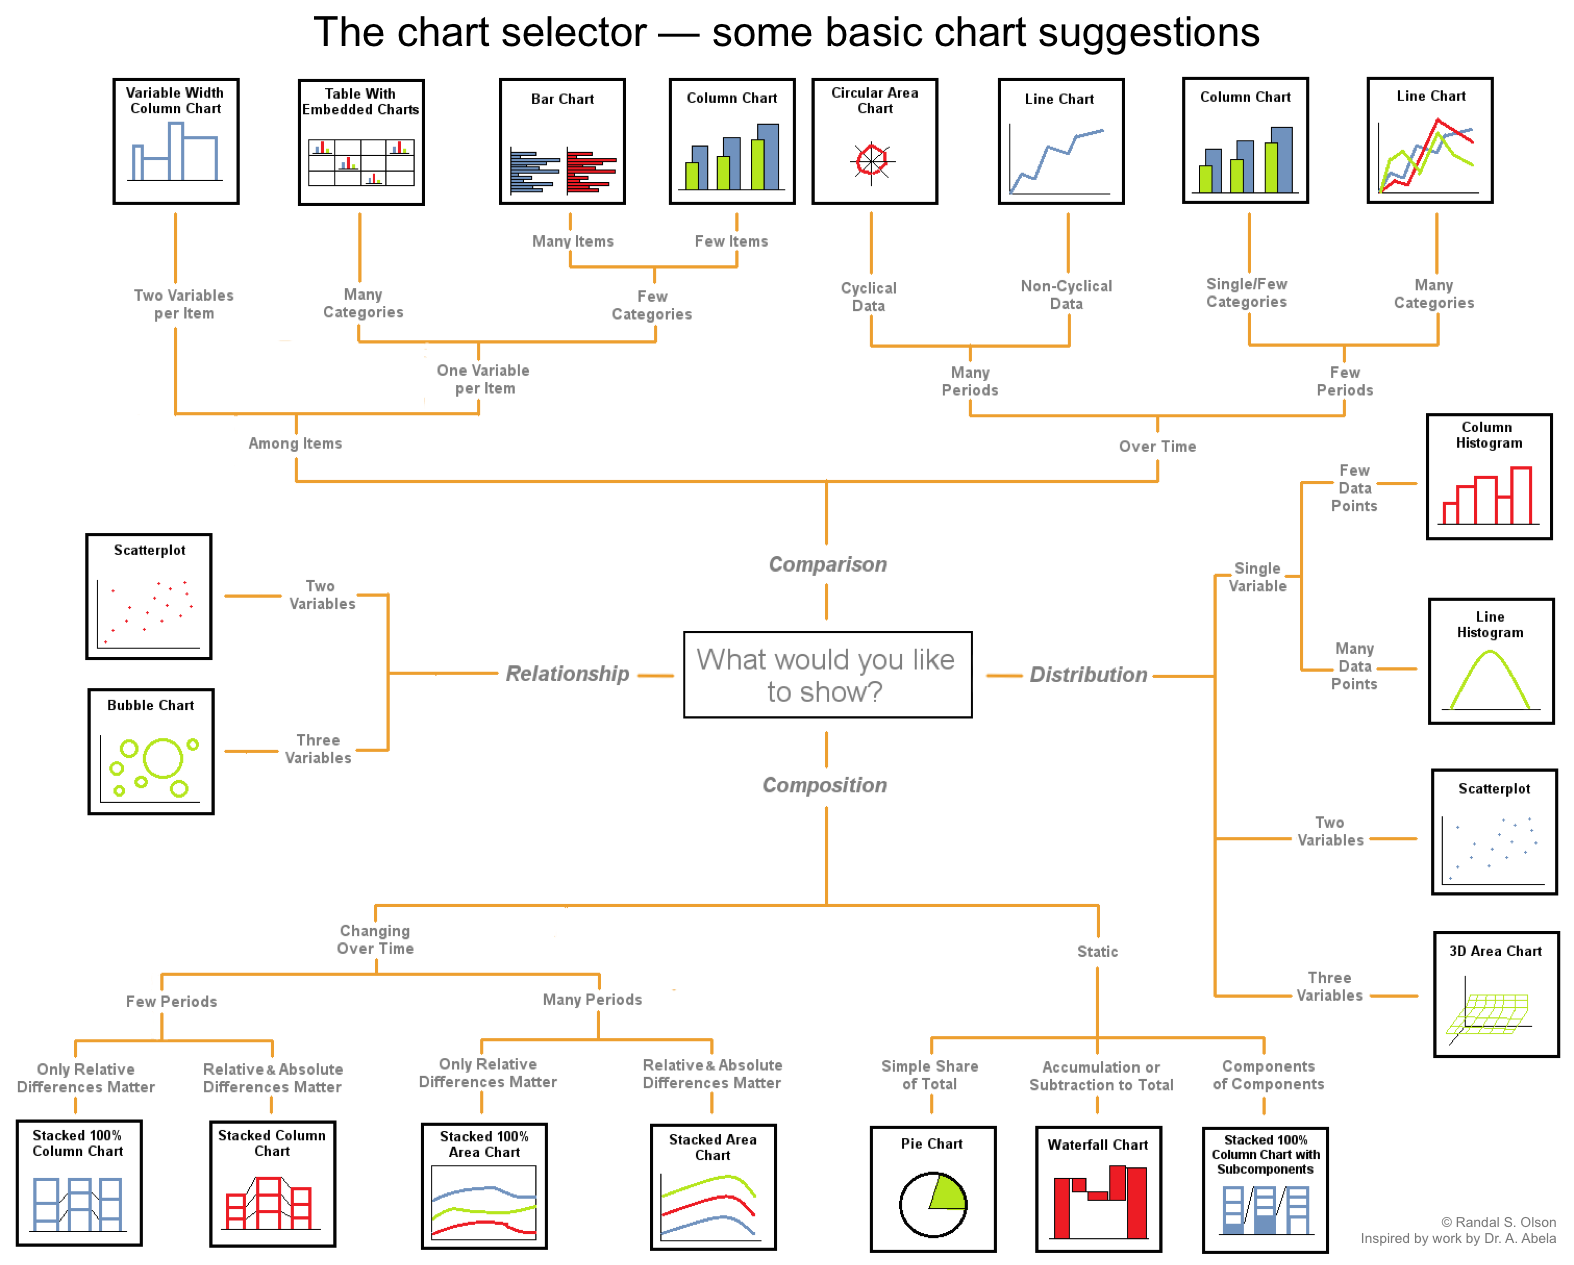 The chart selector — some basic chart suggestions
Variable Width
Column Chart
Table With
Embedded Charts
Bar Chart
Column Chart
Circular Area
Chart
Line Chart
Column Chart
Line Chart
Many Items
Few Items
Two Variables
per Item
Many
Categories
Few
Categories
Cyclical
Data
Non-Cyclical
Data
Single/Few
Categories
Many
Categories
One Variable
per Item
Many
Periods
Few
Periods
Among Items
Over Time
Column
Histogram
Few
Data
Points
Single
Variable
Comparison
Scatterplot
Two
Variables
Line
Histogram
Many
Data
Points
Relationship
What would you like
to show?
Distribution
Bubble Chart
Three
Variables
Composition
Scatterplot
Two
Variables
Changing
Over Time
Static
3D Area Chart
Three
Variables
Few Periods
Many Periods
Only Relative
Differences Matter
Relative & Absolute
Differences Matter
Only Relative
Differences Matter
Relative & Absolute
Differences Matter
Simple Share
of Total
Accumulation or
Subtraction to Total
Components
of Components
Stacked 100%
Column Chart
Stacked Column
Chart
Stacked 100%
Area Chart
Stacked Area
Chart
Pie Chart
Waterfall Chart
Stacked 100%
Column Chart with
Subcomponents
© Randal S. Olson
Inspired by work by Dr. A. Abela